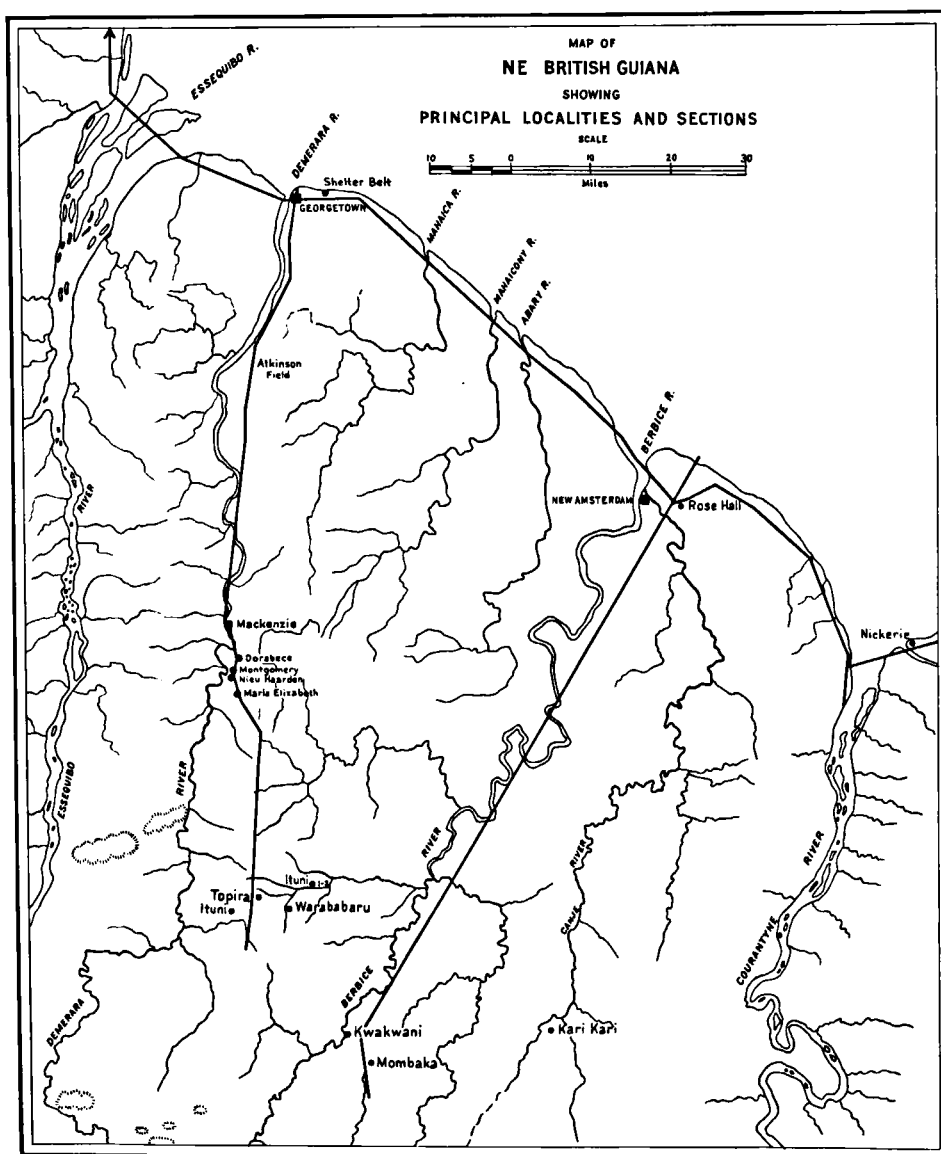 MAP OF
NE BRITISH GUIANA
SHOWING
PRINCIPAL LOCALITIES AND SECTIONS
SCALE
10 5 0 10 20 30
Miles
ESSEQUIBO R.
DEMERARA R.
Shelter Belt
GEORGETOWN
MAHAICA R.
MAHAICONY R.
ABARY R.
Atkinson
Field
BERBICE R.
NEW AMSTERDAM
Rose Hall
RIVER
Mackenzie
Nickerie
Dorabece
Montgomery
Nieu Haarden
Maria Elizabeth
ESSEQUIBO
RIVER
RIVER
RIVER
RIVER
Ituni 1-2
Topira
Ituni
Warababaru
CANJE
COURANTYNE
BERBICE
DEMERARA
Kwakwani
Kari Kari
Mombaka